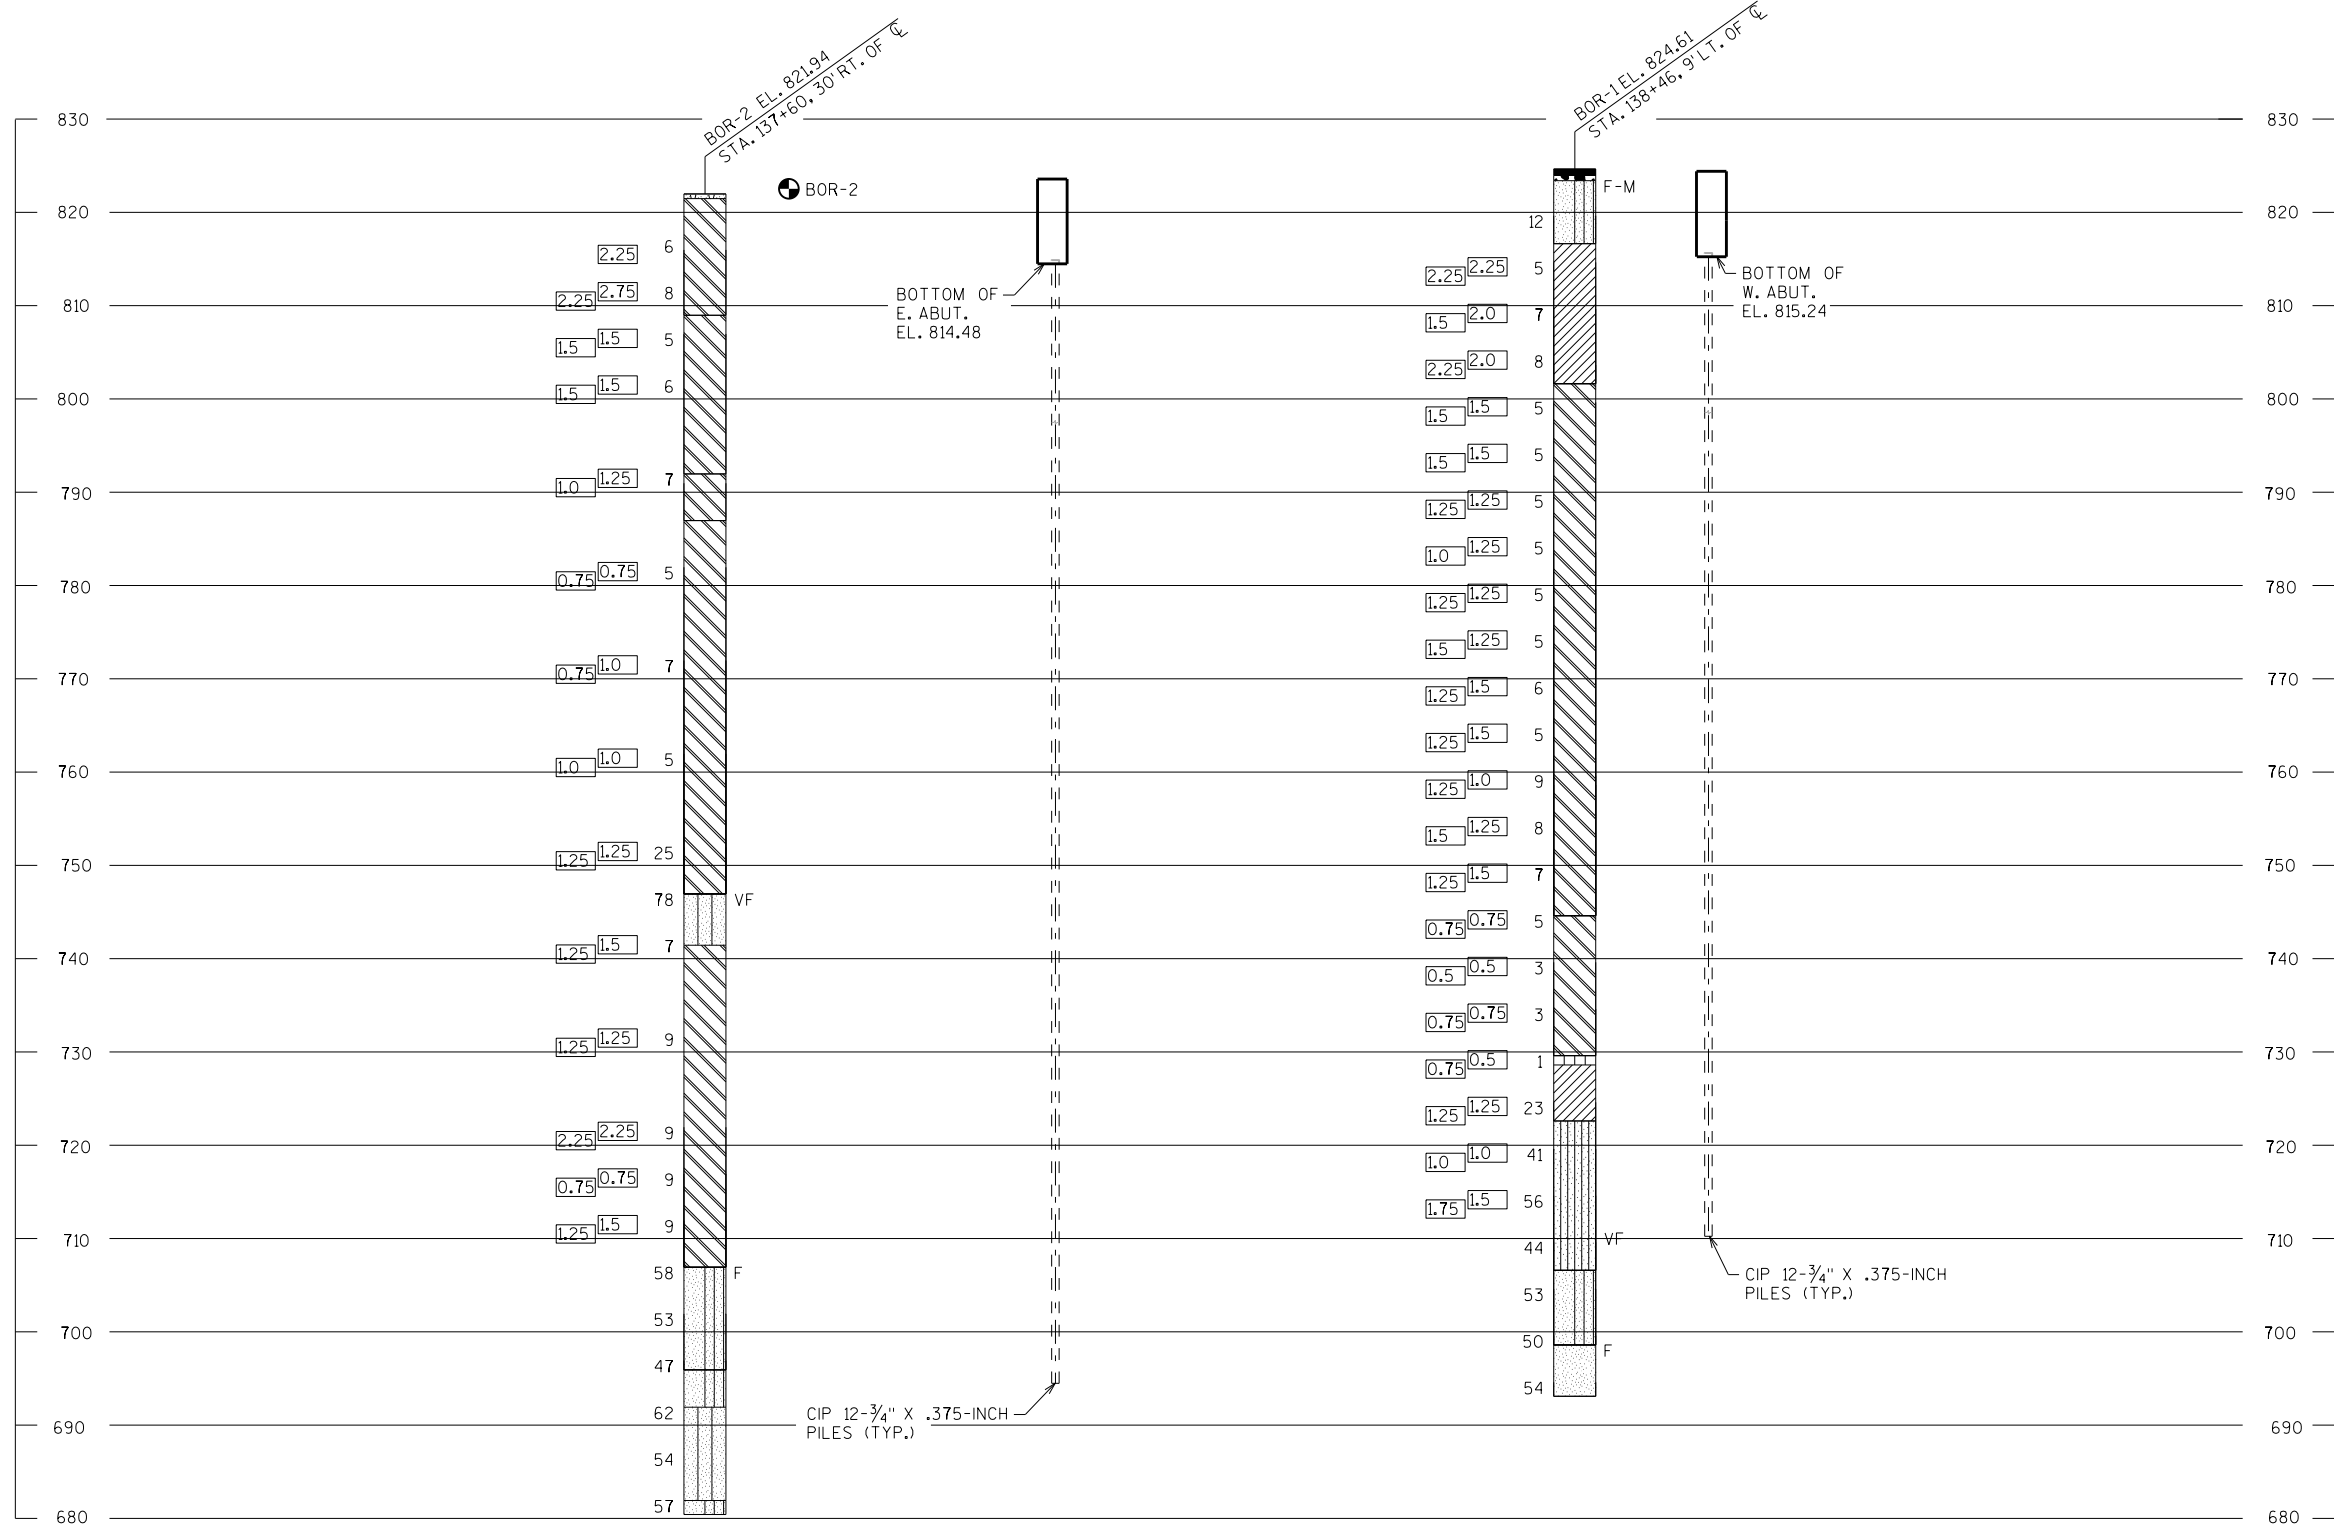 BOR-2 EL. 821.94
STA. 137+60, 30' RT. OF ℄
BOR-1 EL. 824.61
STA. 138+46, 9' LT. OF ℄
830 830
BOR-2
F-M
820 820
12
6
2.25
2.25 2.25 5
BOTTOM OF
W. ABUT.
EL. 815.24
2.25 2.75 8
BOTTOM OF
E. ABUT.
EL. 814.48
810 810
1.5 2.0 7
1.5 1.5 5
2.25 2.0 8
1.5 1.5 6
800 800
1.5 1.5 5
1.5 1.5 5
1.0 1.25 7
790 790
1.25 1.25 5
1.0 1.25 5
0.75 0.75 5
780 780
1.25 1.25 5
1.5 1.25 5
0.75 1.0 7
770 770
1.25 1.5 6
1.25 1.5 5
1.0 1.0 5
760 760
1.25 1.0 9
1.5 1.25 8
1.25 1.25 25
750 750
1.25 1.5 7
78 VF
0.75 0.75 5
1.25 1.5 7
740 740
0.5 0.5 3
0.75 0.75 3
1.25 1.25 9
730 730
0.75 0.5 1
1.25 1.25 23
2.25 2.25 9
720 720
1.0 1.0 41
0.75 0.75 9
1.75 1.5 56
1.25 1.5 9
710 710
VF
44
58 F
CIP 12-¾" X .375-INCH
PILES (TYP.)
53
53
700 700
50
F
47
54
62
CIP 12-¾" X .375-INCH
PILES (TYP.)
690 690
54
57
680 680